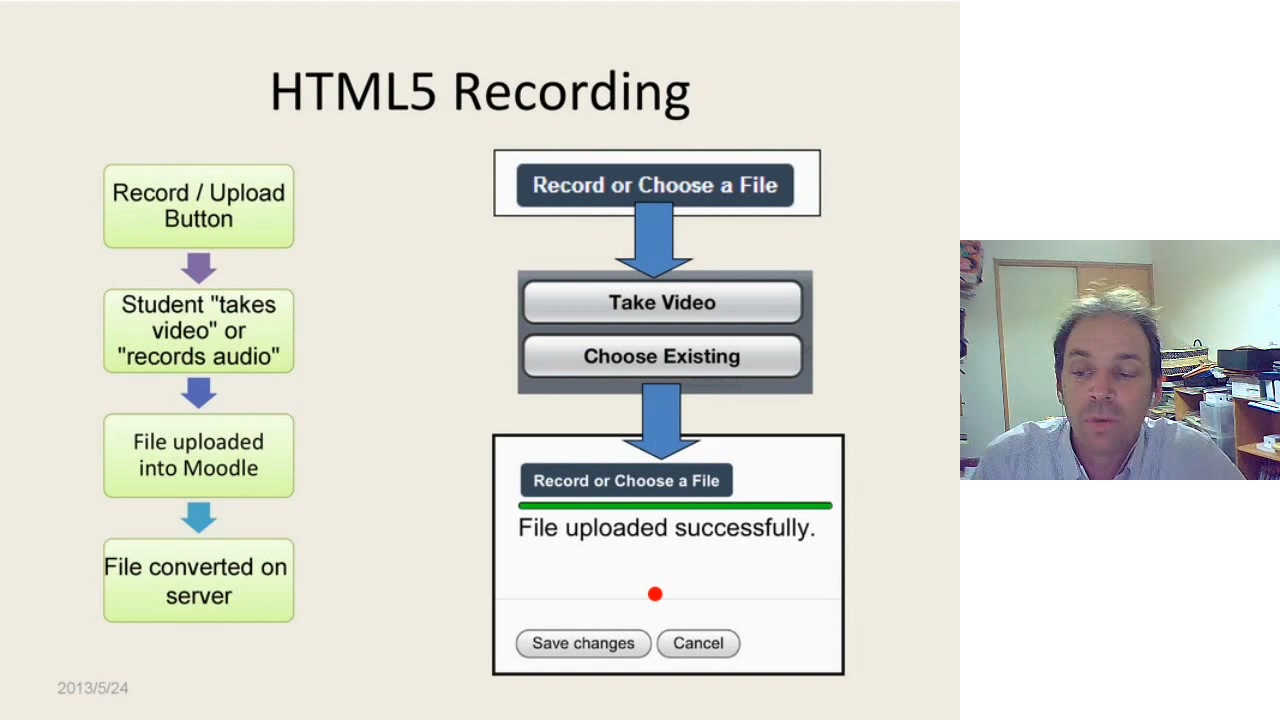 HTML5 Recording
Record / Upload
Button
Student "takes
video" or
"records audio"
File uploaded
into Moodle
File converted on
server
Record or Choose a File
Take Video
Choose Existing
Record or Choose a File
File uploaded successfully.
Save changes
Cancel
2013/5/24